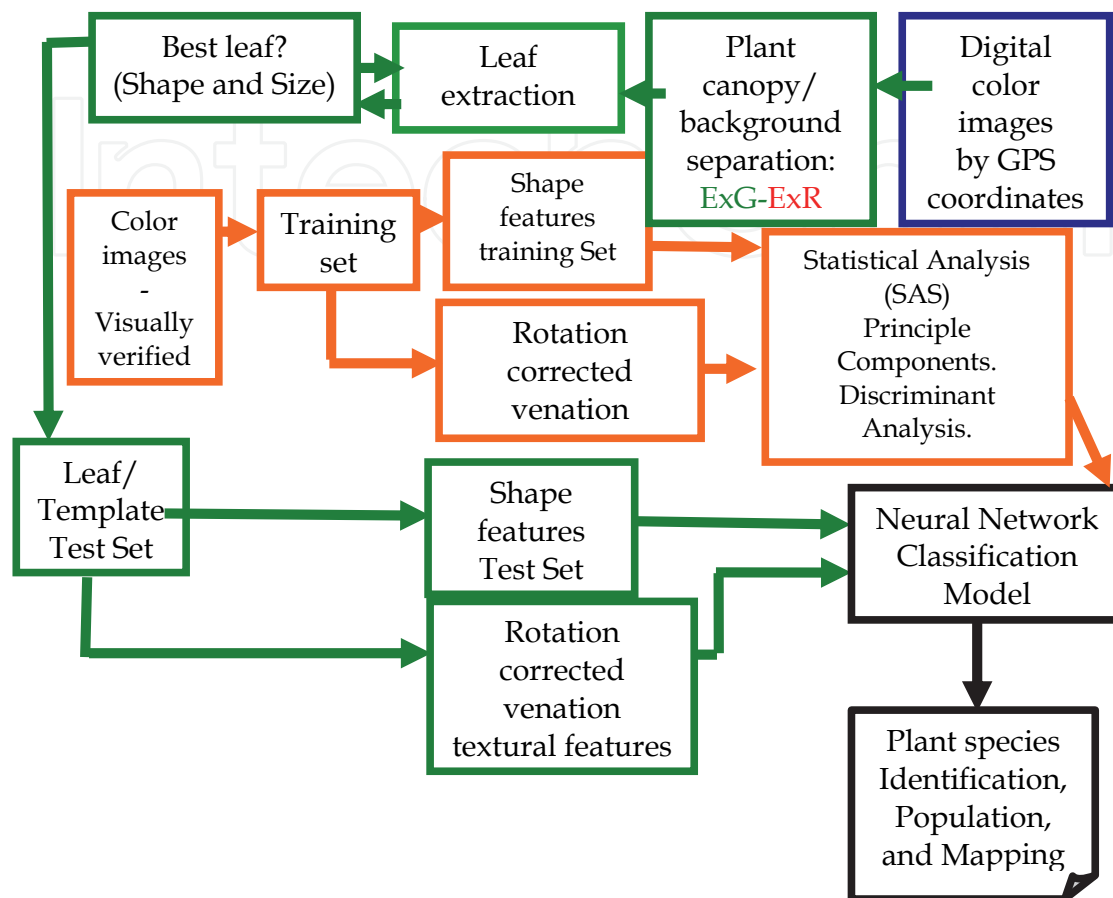 Best leaf?
(Shape and Size)
Leaf
extraction
Plant
canopy/
background
separation:
ExG-ExR
Digital
color
images
by GPS
coordinates
Color
images
-
Visually
verified
Training
set
Shape
features
training Set
Rotation
corrected
venation
Statistical Analysis
(SAS)
Principle
Components.
Discriminant
Analysis.
Leaf/
Template
Test Set
Shape
features
Test Set
Rotation
corrected
venation
textural features
Neural Network
Classification
Model
Plant species
Identification,
Population,
and Mapping